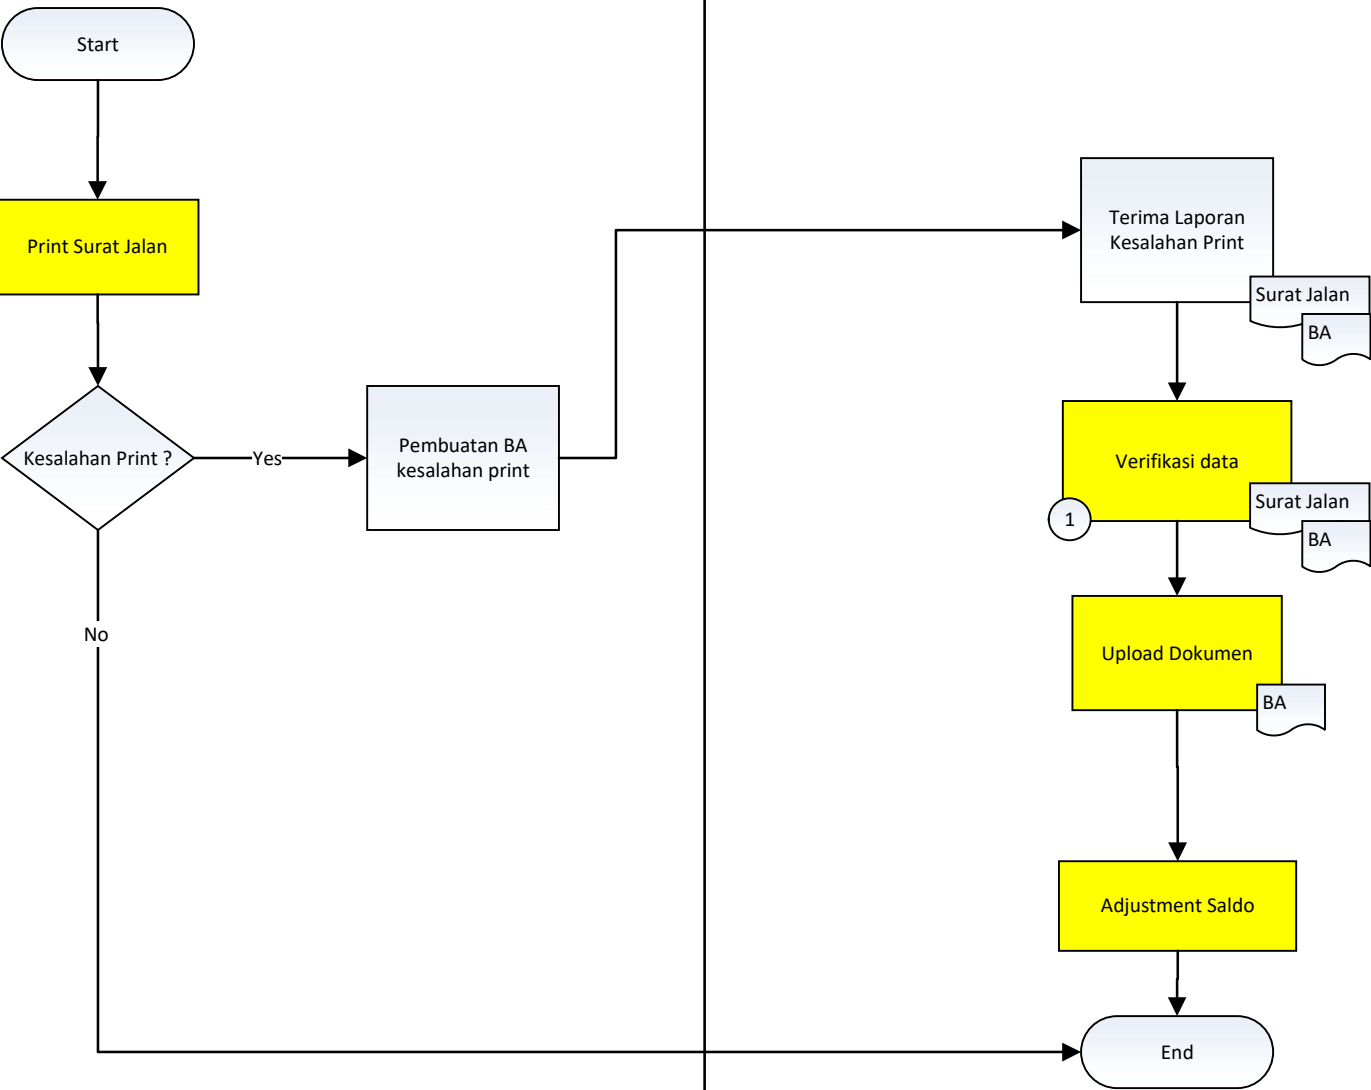 Start
Print Surat Jalan
Kesalahan Print ?
Yes
No
Pembuatan BA
kesalahan print
Terima Laporan
Kesalahan Print
Surat Jalan
BA
Verifikasi data
1
Surat Jalan
BA
Upload Dokumen
BA
Adjustment Saldo
End